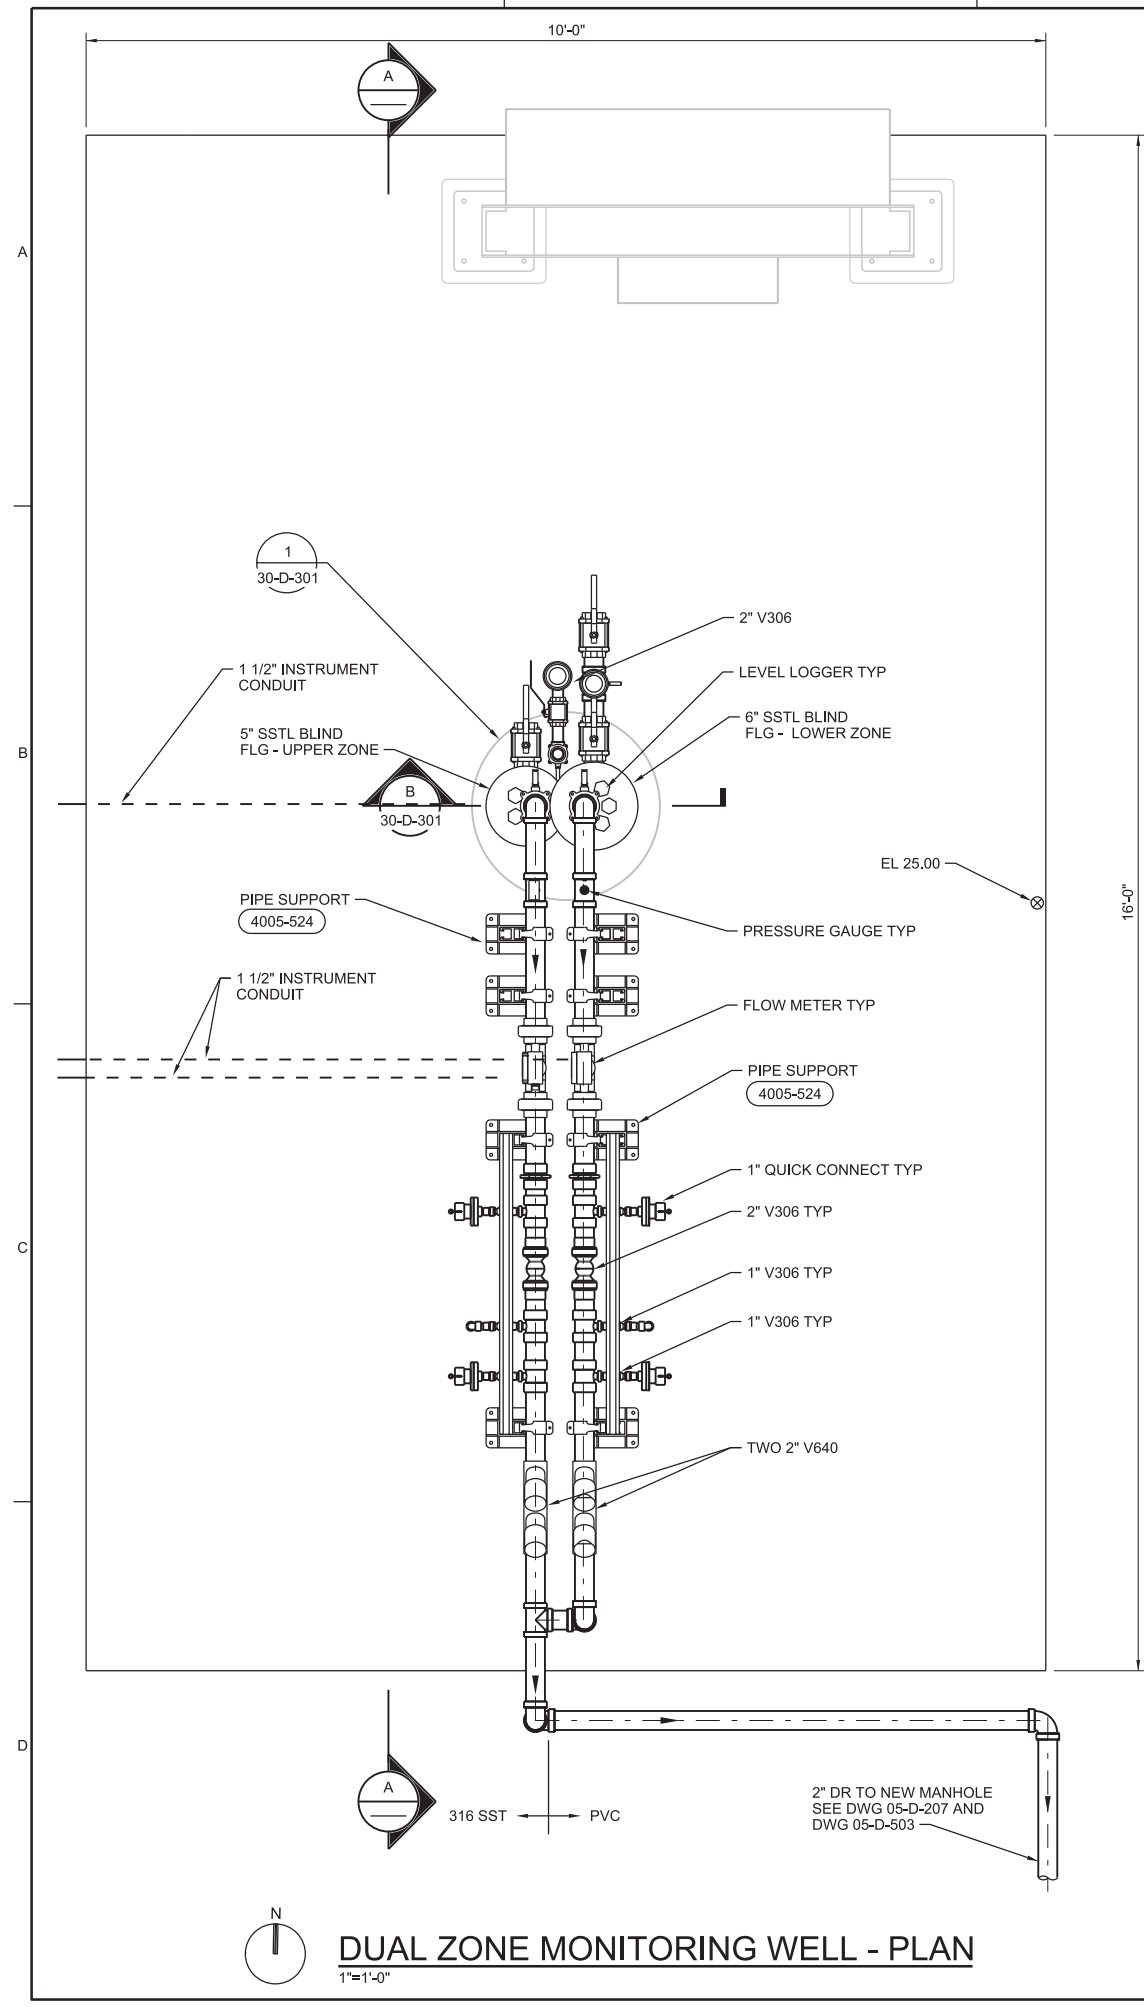 10'-0"
A
A
16'-0"
1
30-D-301
2" V306
1 1/2" INSTRUMENT
CONDUIT
LEVEL LOGGER TYP
5" SSTL BLIND
FLG - UPPER ZONE
6" SSTL BLIND
FLG - LOWER ZONE
B
B
30-D-301
EL 25.00
PIPE SUPPORT
4005-524
PRESSURE GAUGE TYP
1 1/2" INSTRUMENT
CONDUIT
FLOW METER TYP
PIPE SUPPORT
4005-524
1" QUICK CONNECT TYP
2" V306 TYP
C
1" V306 TYP
1" V306 TYP
TWO 2" V640
D
A
316 SST
PVC
2" DR TO NEW MANHOLE
SEE DWG 05-D-207 AND
DWG 05-D-503
N
DUAL ZONE MONITORING WELL - PLAN
1"=1'-0"